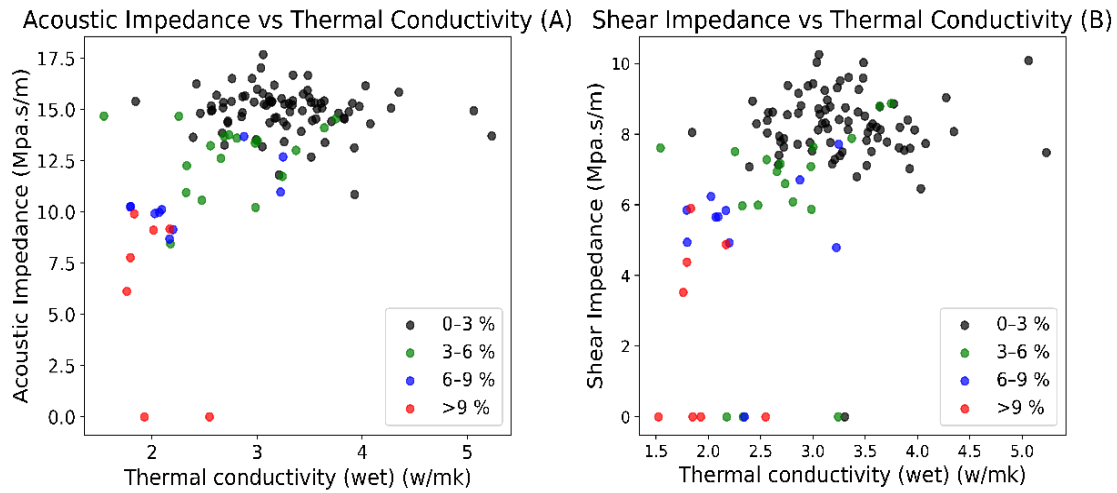 Acoustic Impedance vs Thermal Conductivity (A)
Acoustic Impedance (Mpa.s/m)
17.5
15.0
12.5
10.0
7.5
5.0
2.5
0.0
2 3 4 5
Thermal conductivity (wet) (w/mk)
0–3 %
3–6 %
6–9 %
>9 %
Shear Impedance vs Thermal Conductivity (B)
Shear Impedance (Mpa.s/m)
10
8
6
4
2
0
1.5 2.0 2.5 3.0 3.5 4.0 4.5 5.0
Thermal conductivity (wet) (w/mk)
0–3 %
3–6 %
6–9 %
>9 %